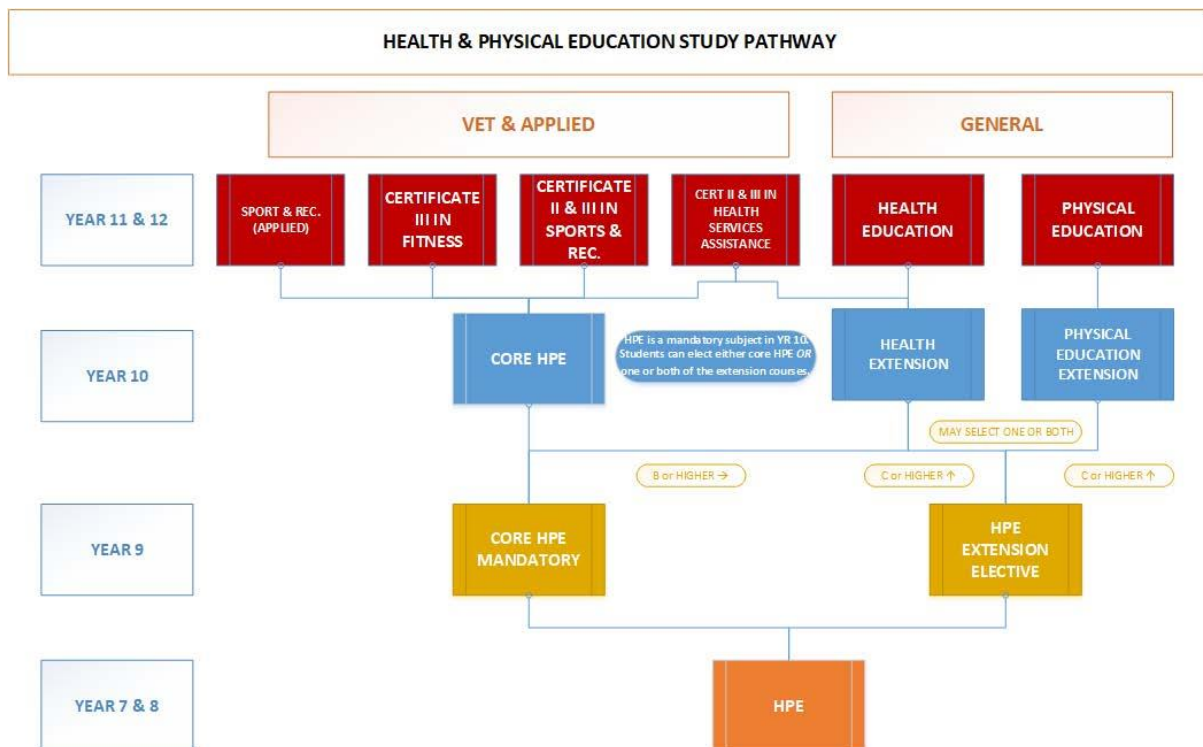 HEALTH & PHYSICAL EDUCATION STUDY PATHWAY
VET & APPLIED
GENERAL
YEAR 11 & 12
SPORT & REC.
(APPLIED)
CERTIFICATE
III IN
FITNESS
CERTIFICATE
II & III IN
SPORTS &
REC.
CERT II & III IN
HEALTH
SERVICES
ASSISTANCE
HEALTH
EDUCATION
PHYSICAL
EDUCATION
YEAR 10
CORE HPE
HPE is a mandatory subject in YR 10.
Students can elect either core HPE OR
one or both of the extension courses.
HEALTH
EXTENSION
PHYSICAL
EDUCATION
EXTENSION
MAY SELECT ONE OR BOTH
B or HIGHER →
C or HIGHER ↑
C or HIGHER ↑
YEAR 9
CORE HPE
MANDATORY
HPE
EXTENSION
ELECTIVE
YEAR 7 & 8
HPE